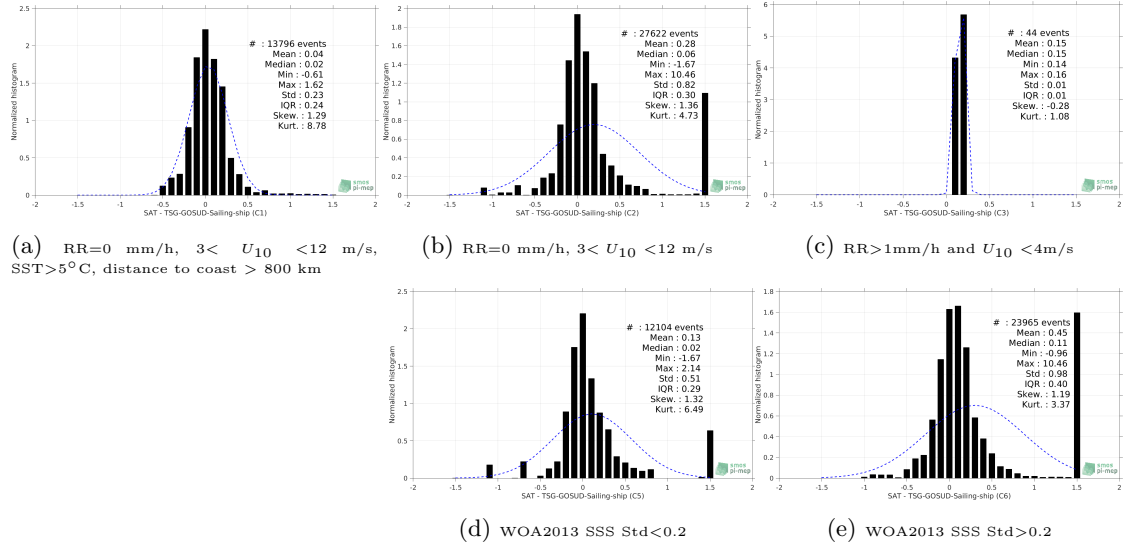 Normalized histogram
2.5
2
1.5
1
0.5
0
-2 -1.5 -1 -0.5 0 0.5 1 1.5 2
# : 13796 events
Mean : 0.04
Median : 0.02
Min : -0.61
Max : 1.62
Std : 0.23
IQR : 0.24
Skew. : 1.29
Kurt. : 8.78
smos
pi-mep
SAT - TSG-GOSUD-Sailing-ship (C1)
(a) RR=0 mm/h, 3< U10 <12 m/s,
SST>5°C, distance to coast > 800 km
Normalized histogram
2
1.8
1.6
1.4
1.2
1
0.8
0.6
0.4
0.2
0
-2 -1.5 -1 -0.5 0 0.5 1 1.5 2
# : 27622 events
Mean : 0.28
Median : 0.06
Min : -1.67
Max : 10.46
Std : 0.82
IQR : 0.30
Skew. : 1.36
Kurt. : 4.73
smos
pi-mep
SAT - TSG-GOSUD-Sailing-ship (C2)
(b) RR=0 mm/h, 3< U10 <12 m/s
Normalized histogram
6
5
4
3
2
1
0
-2 -1.5 -1 -0.5 0 0.5 1 1.5 2
# : 44 events
Mean : 0.15
Median : 0.15
Min : 0.14
Max : 0.16
Std : 0.01
IQR : 0.01
Skew. : -0.28
Kurt. : 1.08
smos
pi-mep
SAT - TSG-GOSUD-Sailing-ship (C3)
(c) RR>1mm/h and U10 <4m/s
Normalized histogram
2.5
2
1.5
1
0.5
0
-2 -1.5 -1 -0.5 0 0.5 1 1.5 2
# : 12104 events
Mean : 0.13
Median : 0.02
Min : -1.67
Max : 2.14
Std : 0.51
IQR : 0.29
Skew. : 1.32
Kurt. : 6.49
smos
pi-mep
SAT - TSG-GOSUD-Sailing-ship (C5)
(d) WOA2013 SSS Std<0.2
Normalized histogram
1.8
1.6
1.4
1.2
1
0.8
0.6
0.4
0.2
0
-2 -1.5 -1 -0.5 0 0.5 1 1.5 2
# : 23965 events
Mean : 0.45
Median : 0.11
Min : -0.96
Max : 10.46
Std : 0.98
IQR : 0.40
Skew. : 1.19
Kurt. : 3.37
smos
pi-mep
SAT - TSG-GOSUD-Sailing-ship (C6)
(e) WOA2013 SSS Std>0.2